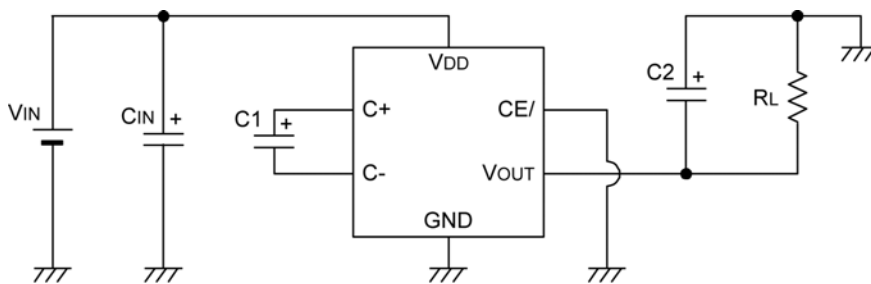 VIN
CIN +
C1 +
VDD
C+
C-
GND
CE/
VOUT
C2 +
RL